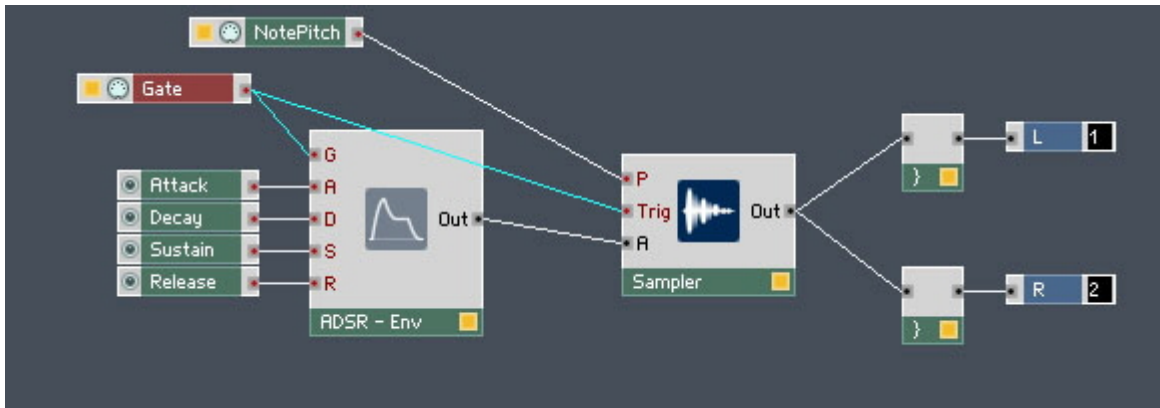 NotePitch
Gate
G
Attack
A
Decay
D
Sustain
S
Release
R
Out
ADSR - Env
P
Trig
A
Out
Sampler
}
L 1
}
R 2